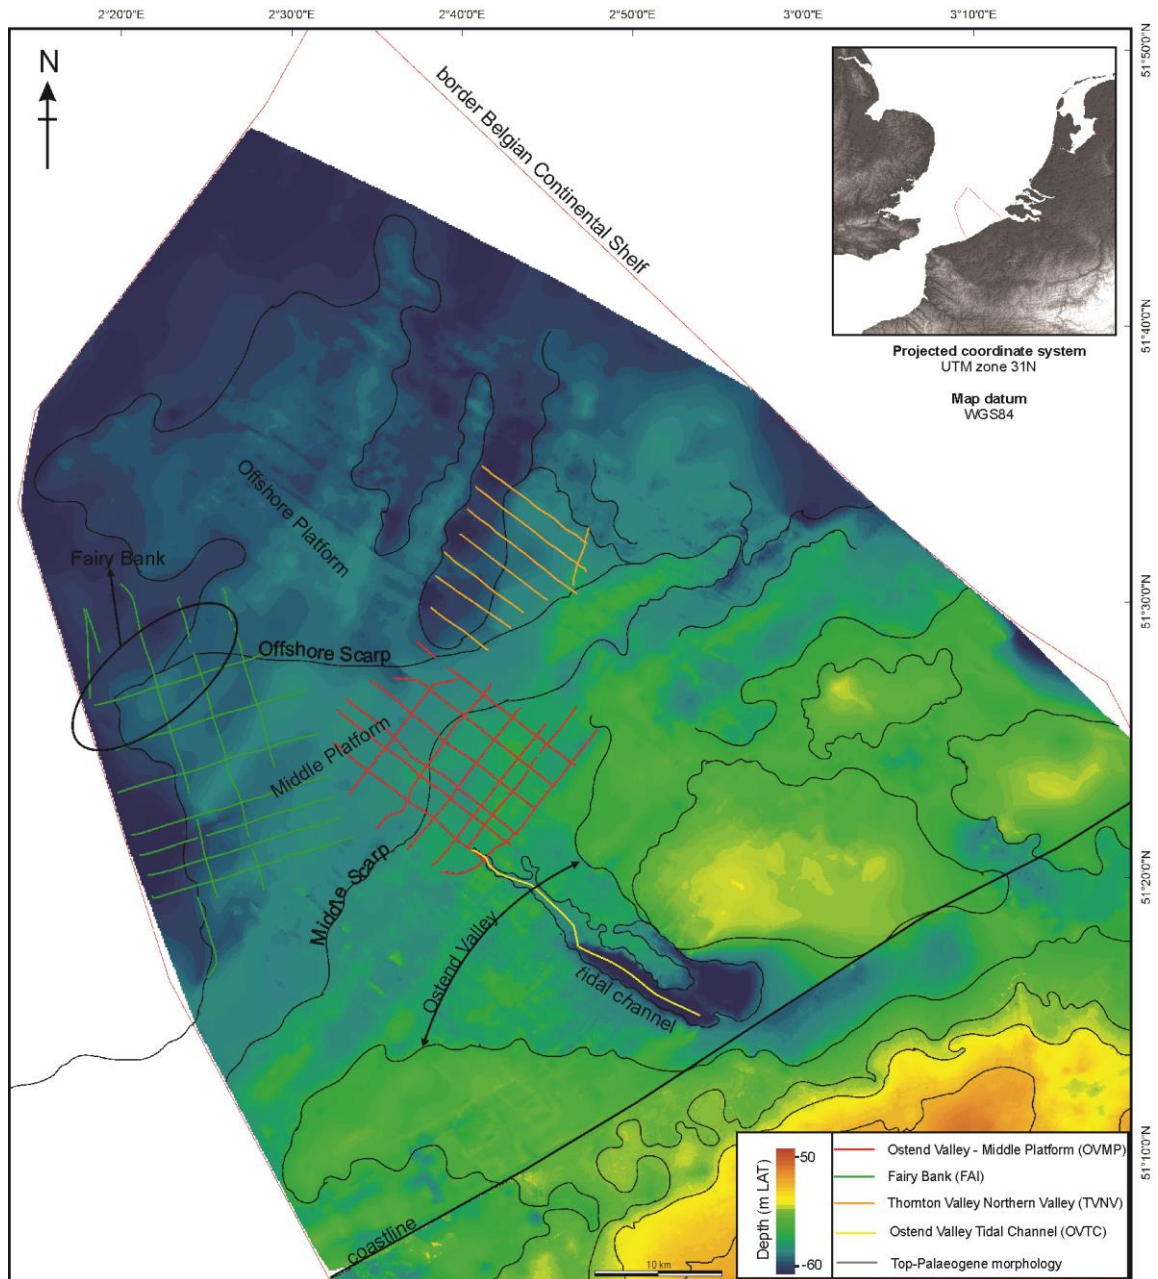 2°20'0"E
2°30'0"E
2°40'0"E
2°50'0"E
3°0'0"E
3°10'0"E
N
border Belgian Continental Shelf
51°50'0"N
51°40'0"N
51°30'0"N
51°20'0"N
51°10'0"N
Projected coordinate system
UTM zone 31N
Map datum
WGS84
Offshore Platform
Fairy Bank
Offshore Scarp
Middle Platform
Middle Scarp
Ostend Valley
tidal channel
coastline
10 km
Depth (m LAT)
-50
-60
Ostend Valley - Middle Platform (OVMP)
Fairy Bank (FAI)
Thornton Valley Northern Valley (TVNV)
Ostend Valley Tidal Channel (OVTC)
Top-Palaeogene morphology